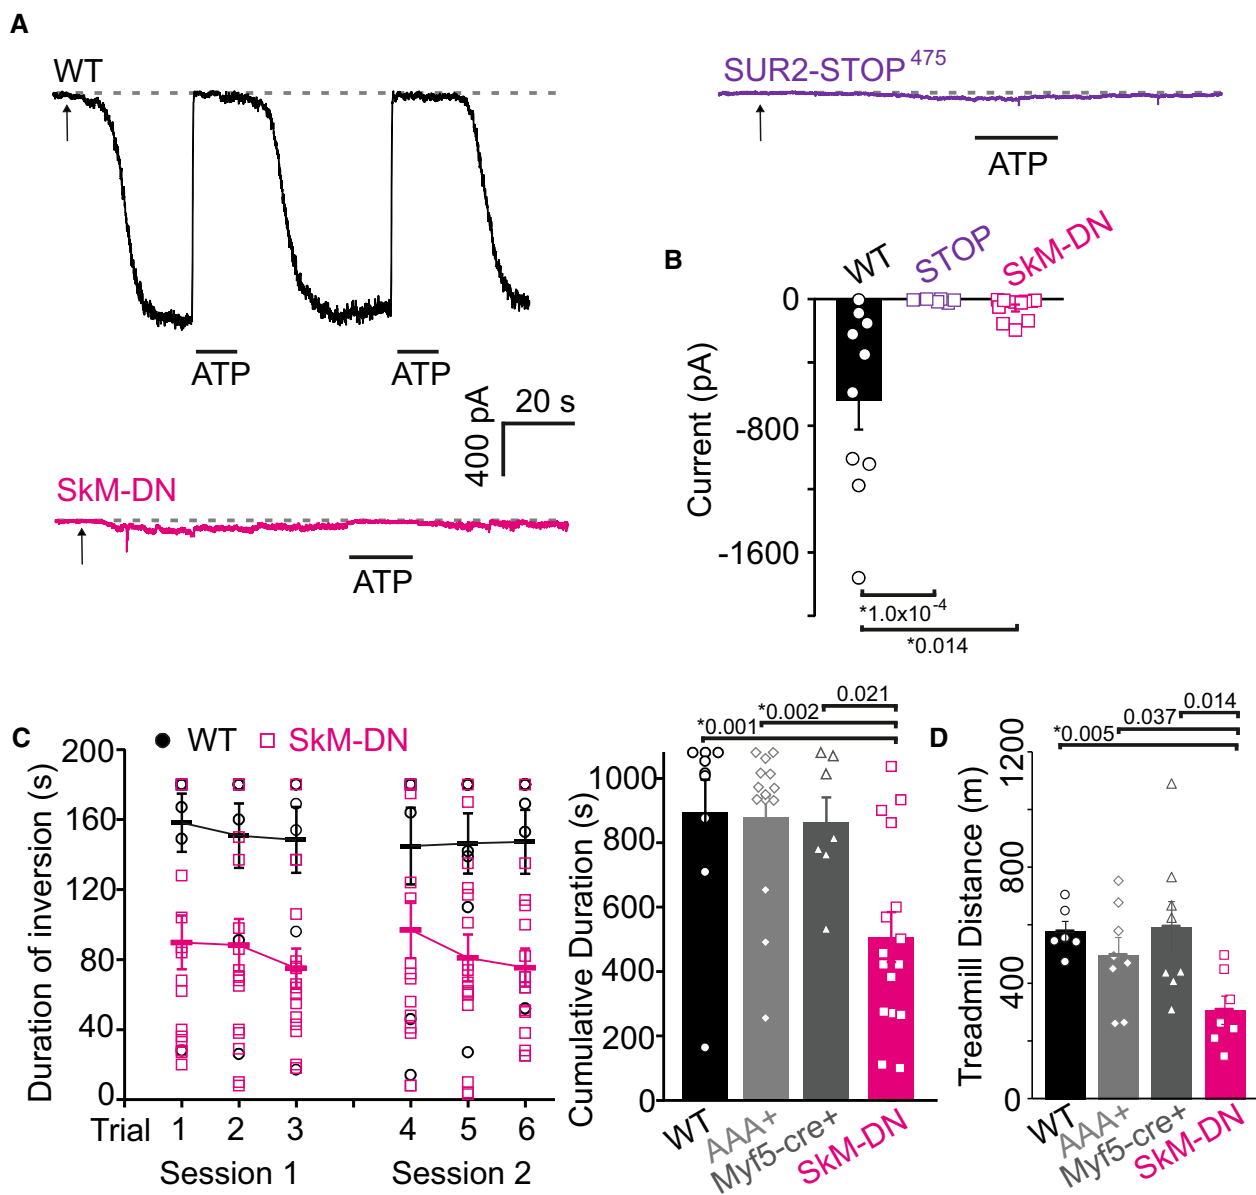 A
WT
ATP
ATP
SUR2-STOP475
ATP
400 pA
20 s
SkM-DN
ATP
B
WT
STOP
SkM-DN
Current (pA)
0
-800
-1600
*1.0x10-4
*0.014
C
WT
SkM-DN
Duration of inversion (s)
200
160
120
80
40
0
Trial 1 2 3 4 5 6
Session 1
Session 2
0.021
*0.002
*0.001
Cumulative Duration (s)
1000
800
600
400
200
0
WT
AAA+
Myf5-cre+
SkM-DN
D
0.014
0.037
*0.005
Treadmill Distance (m)
1200
800
400
0
WT
AAA+
Myf5-cre+
SkM-DN